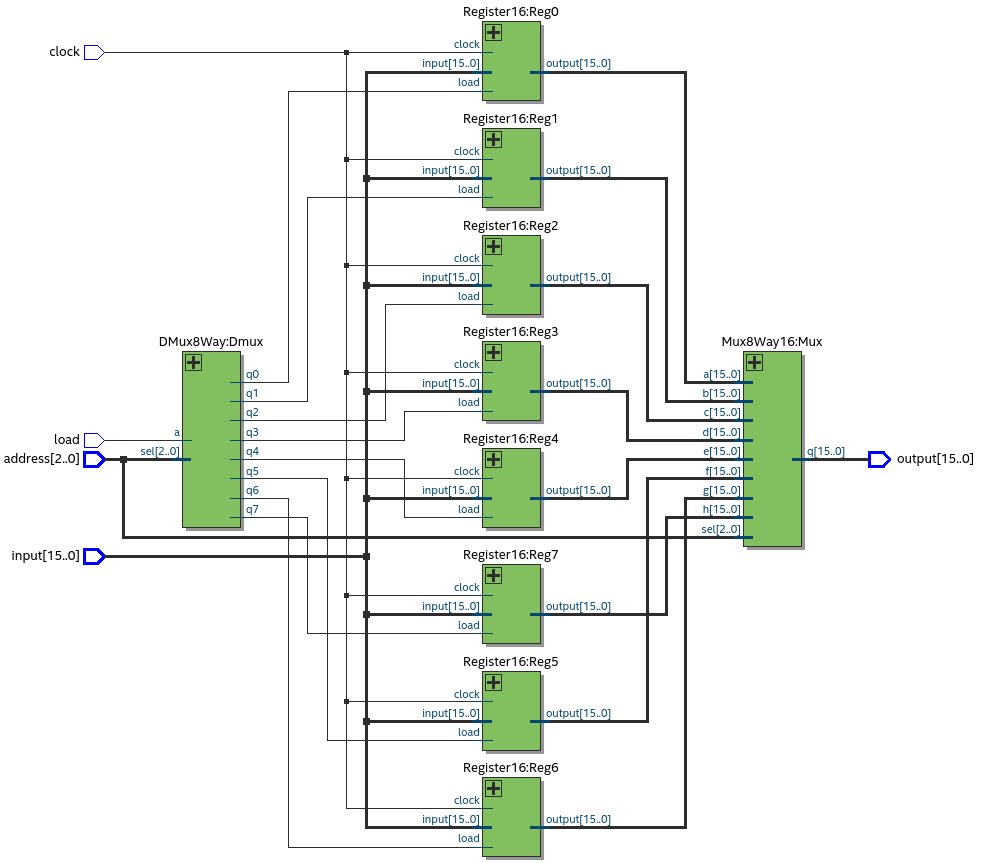 Register16:Reg0
clock
clock
input[15..0]
output[15..0]
load
Register16:Reg1
clock
input[15..0]
output[15..0]
load
Register16:Reg2
clock
input[15..0]
output[15..0]
load
Register16:Reg3
clock
input[15..0]
output[15..0]
load
DMux8Way:Dmux
q0
q1
q2
q3
q4
q5
q6
q7
load
a
address[2..0]
sel[2..0]
Mux8Way16:Mux
a[15..0]
b[15..0]
c[15..0]
d[15..0]
e[15..0]
f[15..0]
g[15..0]
h[15..0]
sel[2..0]
q[15..0]
output[15..0]
Register16:Reg4
clock
input[15..0]
output[15..0]
load
input[15..0]
Register16:Reg7
clock
input[15..0]
output[15..0]
load
Register16:Reg5
clock
input[15..0]
output[15..0]
load
Register16:Reg6
clock
input[15..0]
output[15..0]
load